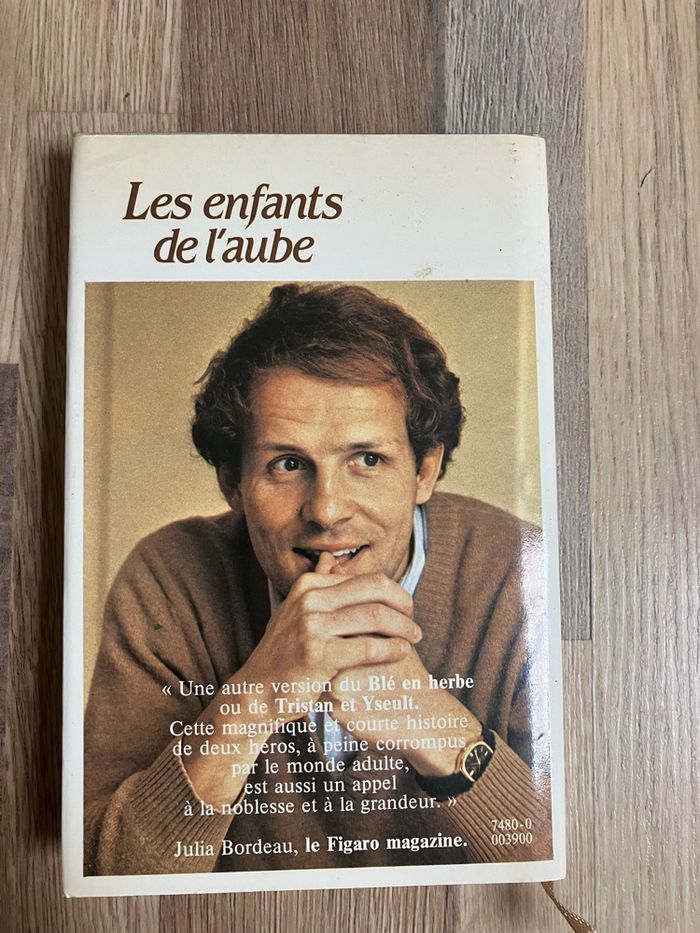 Les enfants
de l'aube
« Une autre version du Blé en herbe
ou de Tristan et Yseult.
Cette magnifique et courte histoire
de deux héros, à peine corrompus
par le monde adulte,
est aussi un appel
à la noblesse et à la grandeur. »
Julia Bordeau, le Figaro magazine.
7480-0
003900